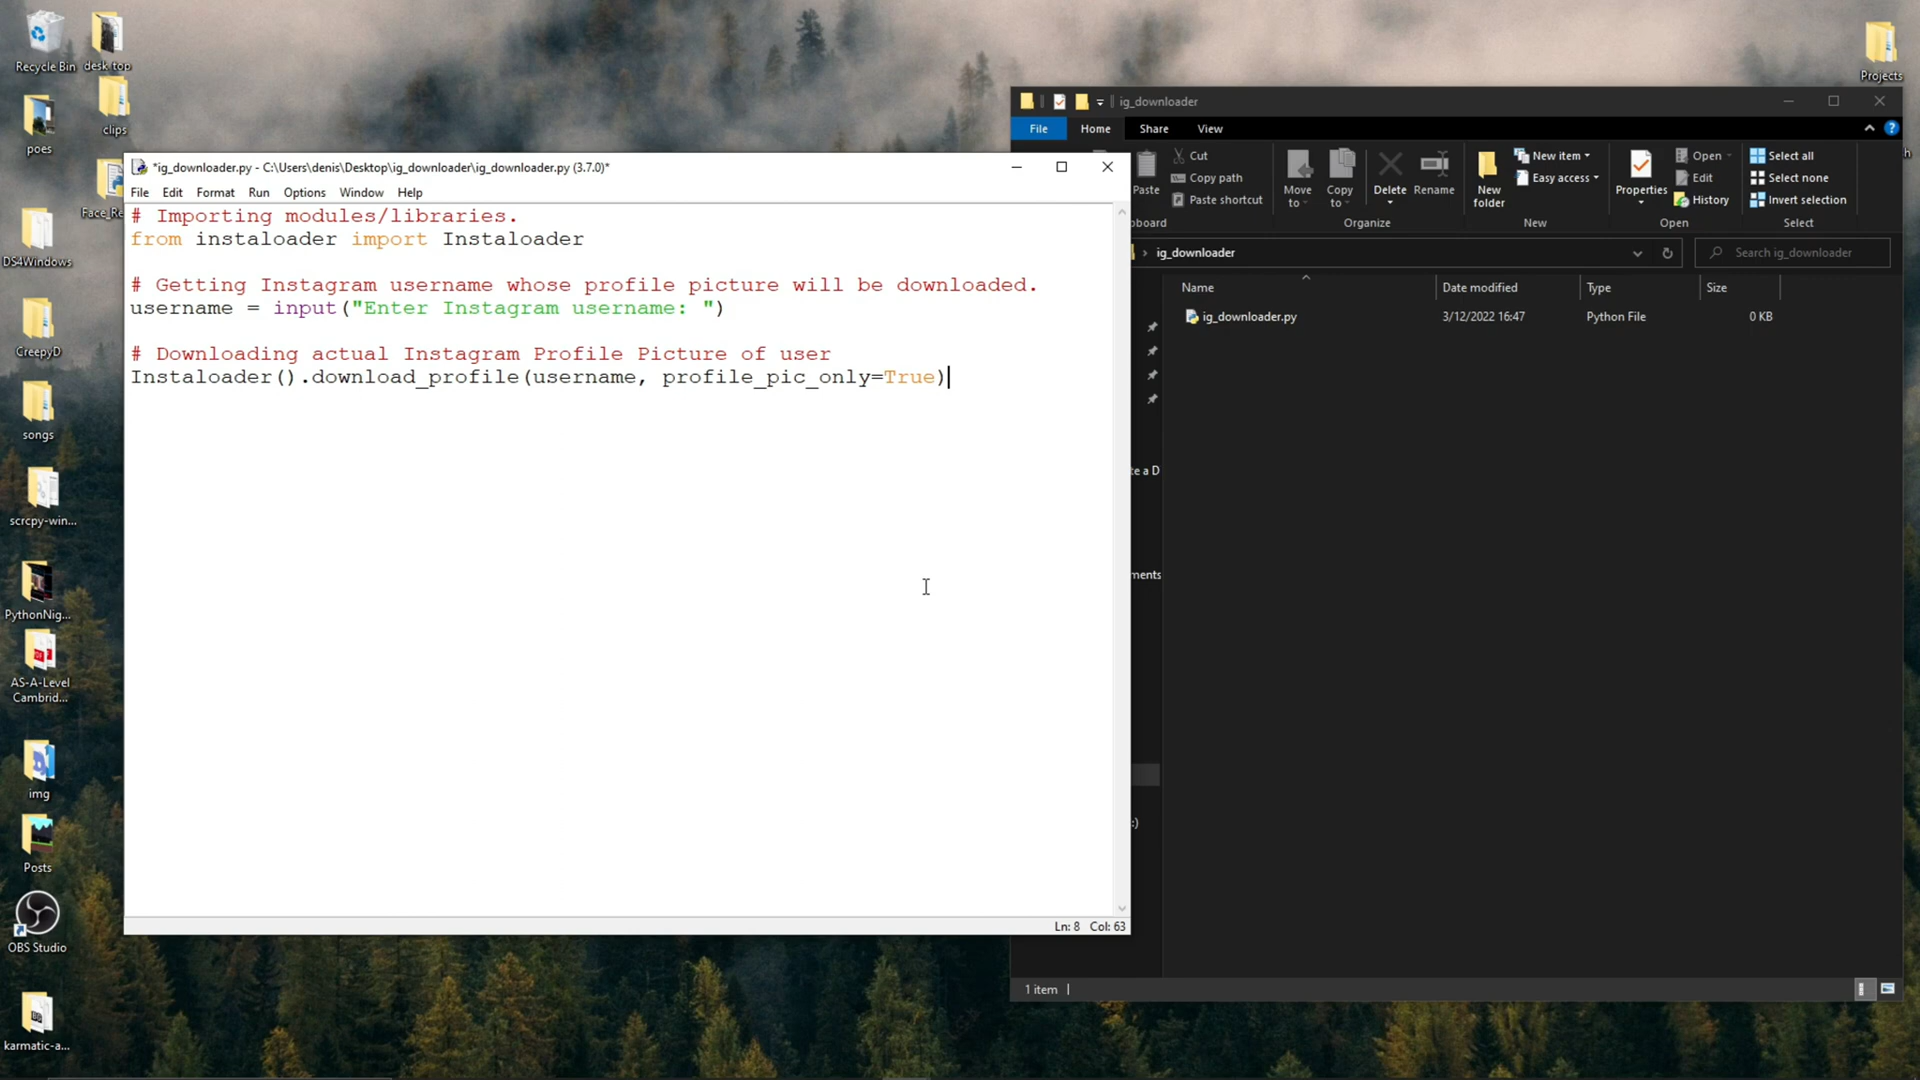 Recycle Bin
desk top
poes
clips
DS4Windows
CreepyD
songs
scrcpy-win...
PythonNig...
AS-A-Level
Cambrid...
img
Posts
OBS Studio
karmatic-a...
Projects
*ig_downloader.py - C:\Users\denis\Desktop\ig_downloader\ig_downloader.py (3.7.0)*
File Edit Format Run Options Window Help
# Importing modules/libraries.
from instaloader import Instaloader
# Getting Instagram username whose profile picture will be downloaded.
username = input("Enter Instagram username: ")
# Downloading actual Instagram Profile Picture of user
Instaloader().download_profile(username, profile_pic_only=True)
Ln: 8 Col: 63
ig_downloader
File Home Share View
Paste
Cut
Copy path
Paste shortcut
Move to
Copy to
Delete
Rename
New folder
New item
Easy access
Properties
Open
Edit
History
Select all
Select none
Invert selection
Organize
New
Open
Select
ig_downloader
Search ig_downloader
Name Date modified Type Size
ig_downloader.py 3/12/2022 16:47 Python File 0 KB
1 item